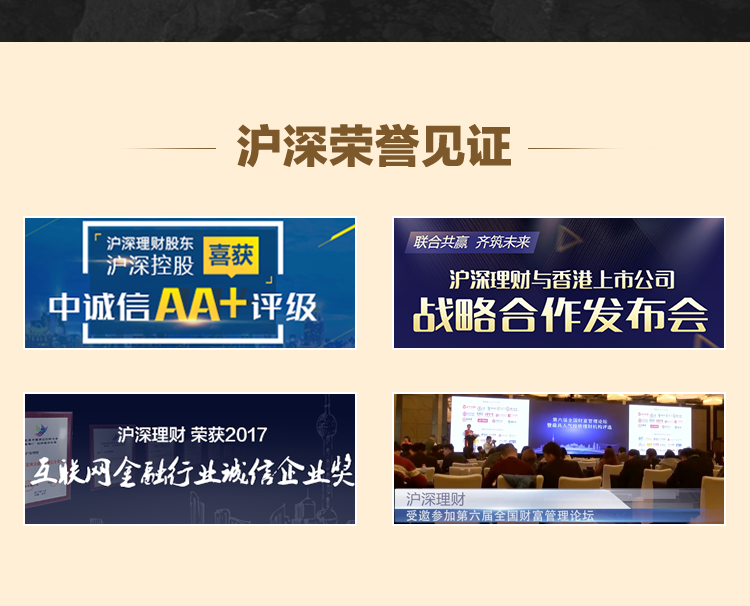 沪深荣誉见证
沪深理财股东
沪深控股
喜获
中诚信AA+评级
联合共赢 齐筑未来
沪深理财与香港上市公司
战略合作发布会
沪深理财 荣获2017
互联网金融行业诚信企业奖
第六届全国财富管理论坛
沪深理财
受邀参加第六届全国财富管理论坛